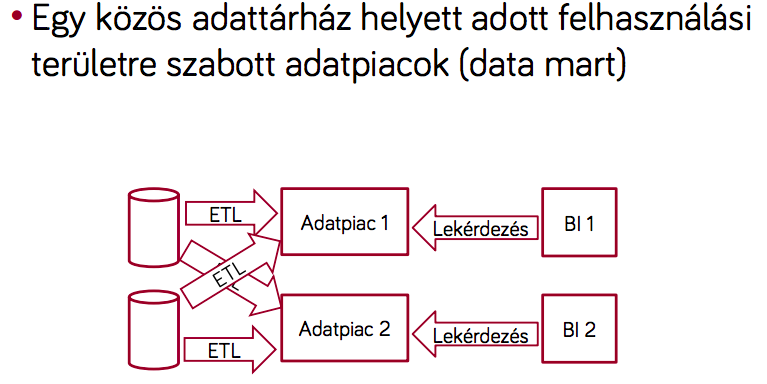 • Egy közös adattárház helyett adott felhasználási
területre szabott adatpiacok (data mart)
ETL
Adatpiac 1
Lekérdezés
BI 1
ETL
ETL
Adatpiac 2
Lekérdezés
BI 2